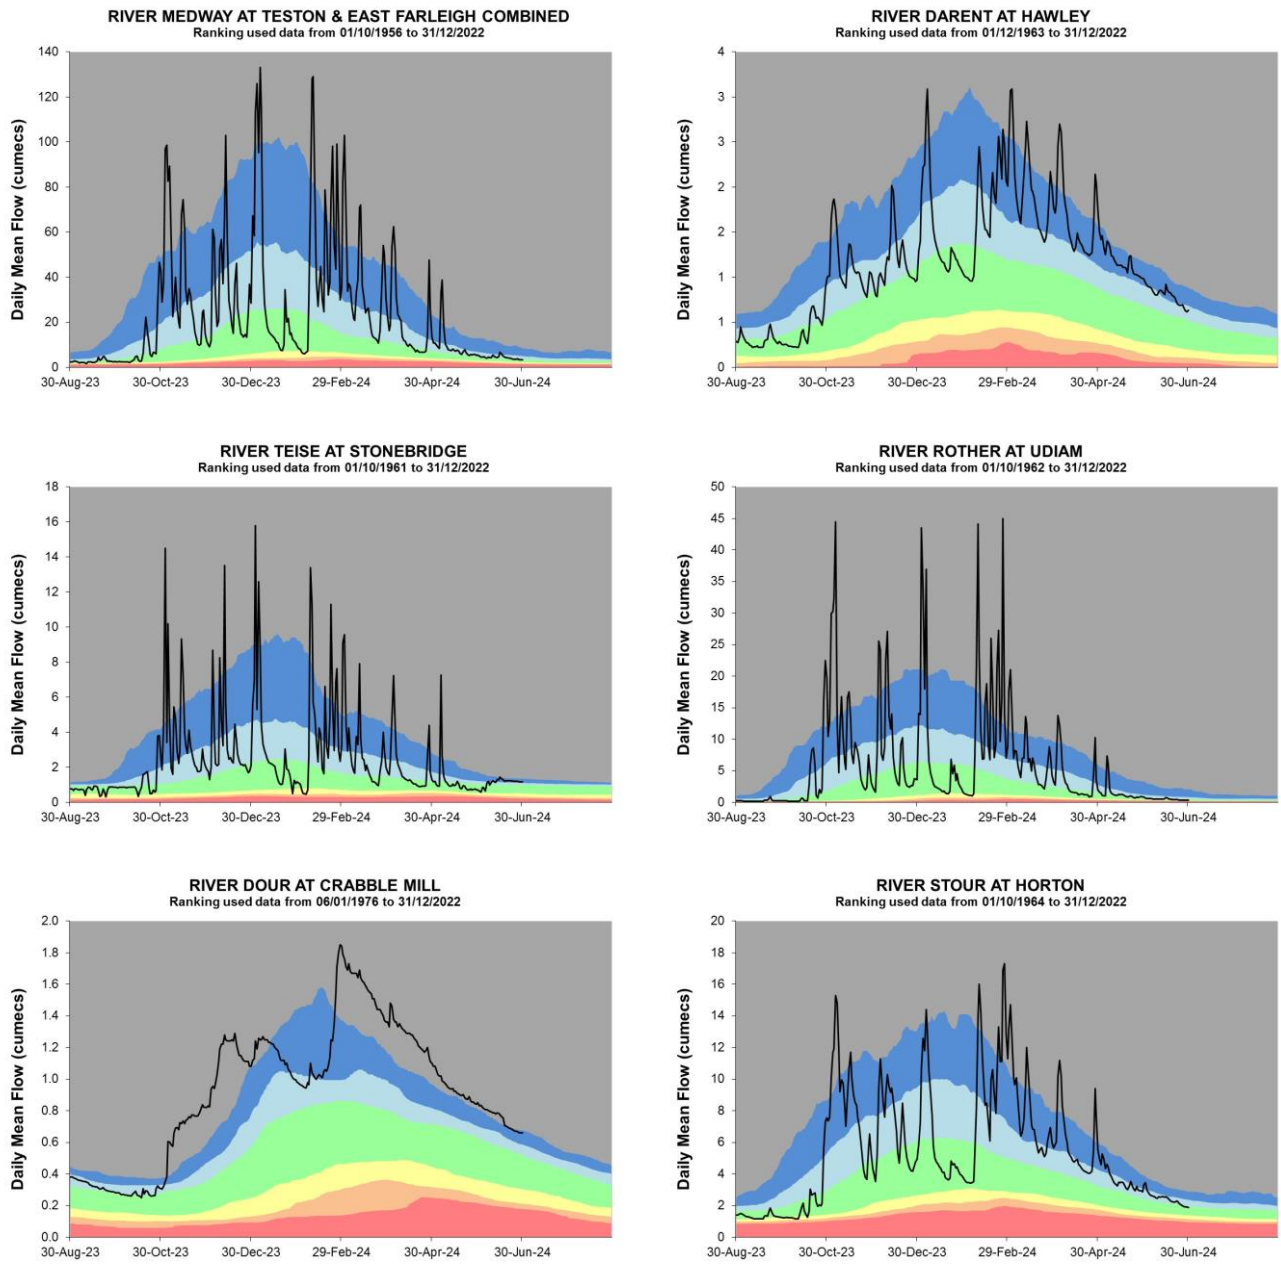 RIVER MEDWAY AT TESTON & EAST FARLEIGH COMBINED
Ranking used data from 01/10/1956 to 31/12/2022
Daily Mean Flow (cumecs)
140
120
100
80
60
40
20
0
30-Aug-23 30-Oct-23 30-Dec-23 29-Feb-24 30-Apr-24 30-Jun-24
RIVER DARENT AT HAWLEY
Ranking used data from 01/12/1963 to 31/12/2022
Daily Mean Flow (cumecs)
4
3
3
2
2
1
1
0
30-Aug-23 30-Oct-23 30-Dec-23 29-Feb-24 30-Apr-24 30-Jun-24
RIVER TEISE AT STONEBRIDGE
Ranking used data from 01/10/1961 to 31/12/2022
Daily Mean Flow (cumecs)
18
16
14
12
10
8
6
4
2
0
30-Aug-23 30-Oct-23 30-Dec-23 29-Feb-24 30-Apr-24 30-Jun-24
RIVER ROTHER AT UDIAM
Ranking used data from 01/10/1962 to 31/12/2022
Daily Mean Flow (cumecs)
50
45
40
35
30
25
20
15
10
5
0
30-Aug-23 30-Oct-23 30-Dec-23 29-Feb-24 30-Apr-24 30-Jun-24
RIVER DOUR AT CRABBLE MILL
Ranking used data from 06/01/1976 to 31/12/2022
Daily Mean Flow (cumecs)
2.0
1.8
1.6
1.4
1.2
1.0
0.8
0.6
0.4
0.2
0.0
30-Aug-23 30-Oct-23 30-Dec-23 29-Feb-24 30-Apr-24 30-Jun-24
RIVER STOUR AT HORTON
Ranking used data from 01/10/1964 to 31/12/2022
Daily Mean Flow (cumecs)
20
18
16
14
12
10
8
6
4
2
0
30-Aug-23 30-Oct-23 30-Dec-23 29-Feb-24 30-Apr-24 30-Jun-24